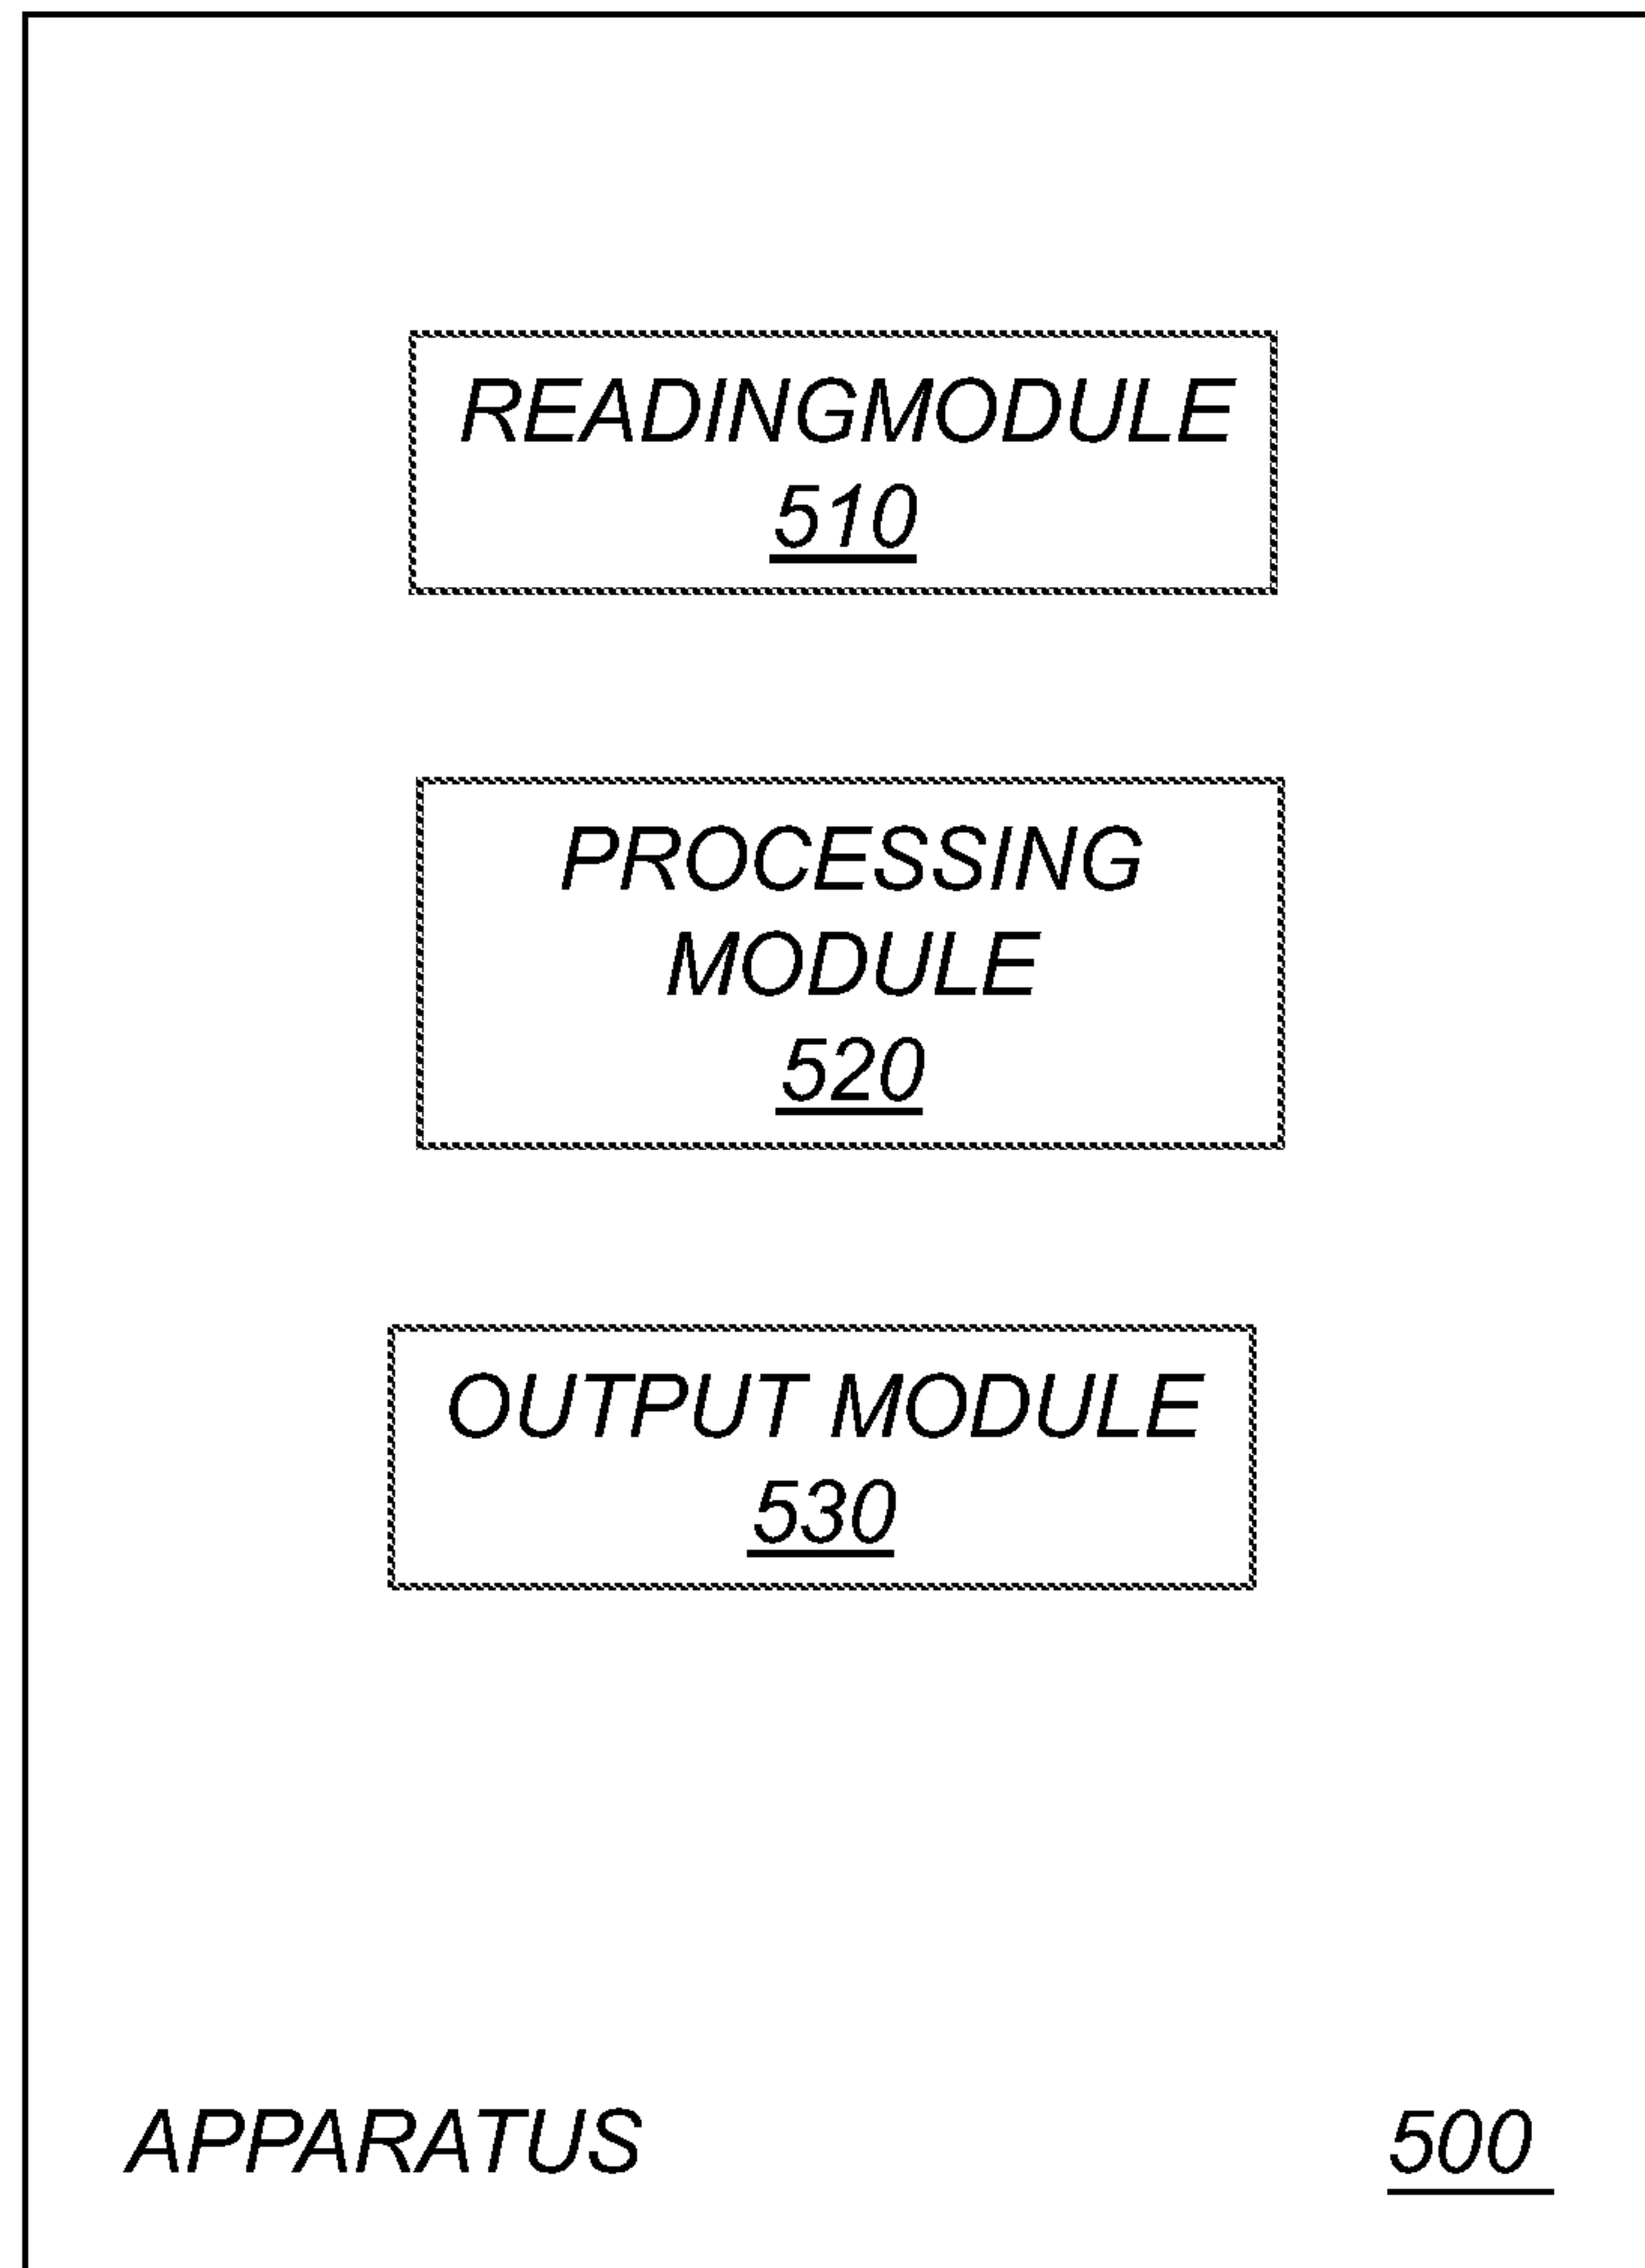 READINGMODULE
510
PROCESSING
MODULE
520
OUTPUT MODULE
530
APPARATUS 500